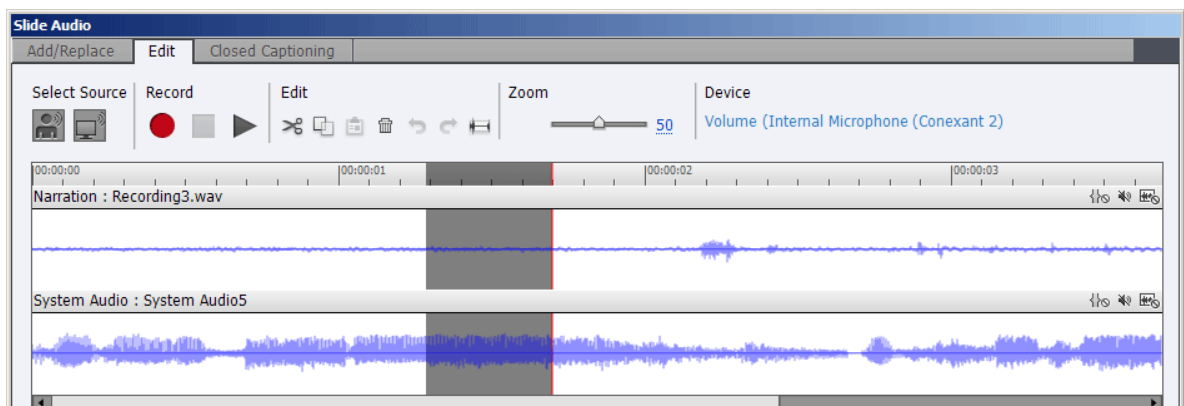 Slide Audio
Add/Replace Edit Closed Captioning
Select Source Record Edit Zoom Device
50 Volume (Internal Microphone (Conexant 2)
00:00:00 00:00:01 00:00:02 00:00:03
Narration : Recording3.wav
System Audio : System Audio5